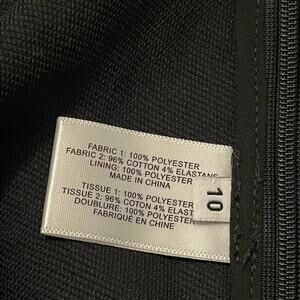 FABRIC 1: 100% POLYESTER
FABRIC 2: 96% COTTON 4% ELASTANE
LINING: 100% POLYESTER
MADE IN CHINA
TISSUE 1: 100% POLYESTER
TISSUE 2: 96% COTTON 4% ELAST
DOUBLURE: 100% POLYESTER
FABRIQUÉ EN CHINE
10